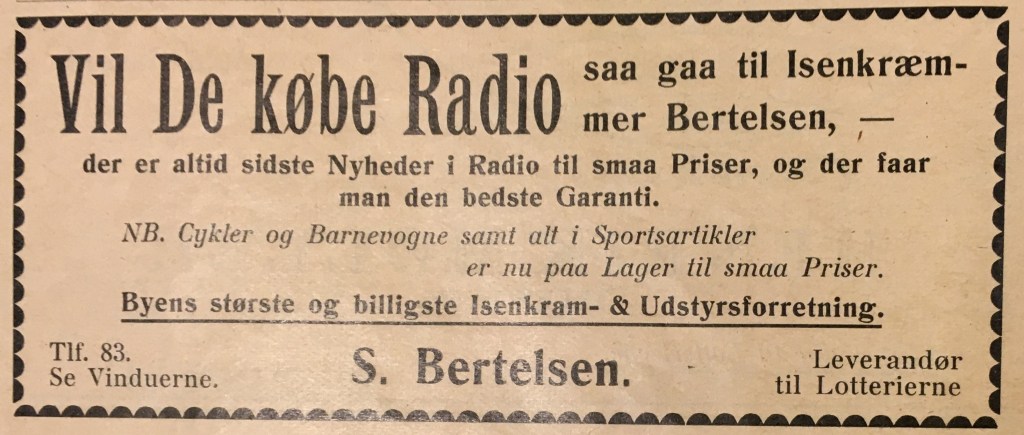 Vil De købe Radio saa gaa til Isenkræm-
mer Bertelsen, —
der er altid sidste Nyheder i Radio til smaa Priser, og der faar
man den bedste Garanti.
NB. Cykler og Barnevogne samt alt i Sportsartikler
er nu paa Lager til smaa Priser.
Byens største og billigste Isenkram- & Udstyrsforretning.
Tlf. 83.
Se Vinduerne.
S. Bertelsen.
Leverandør
til Lotterierne